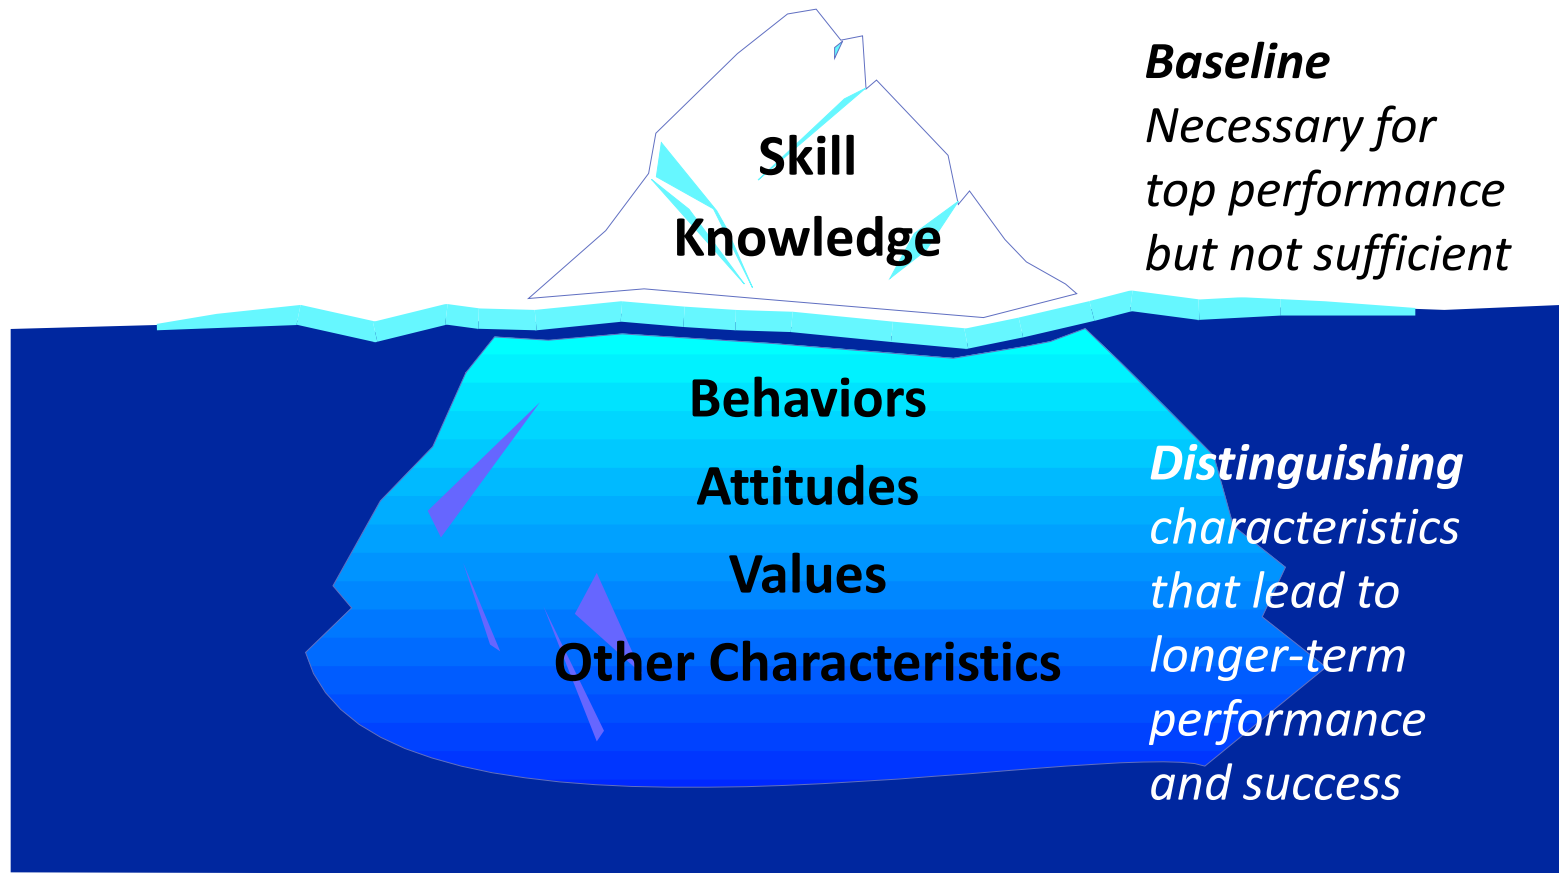 Skill
Knowledge
Baseline
Necessary for
top performance
but not sufficient
Behaviors
Attitudes
Values
Other Characteristics
Distinguishing
characteristics
that lead to
longer-term
performance
and success